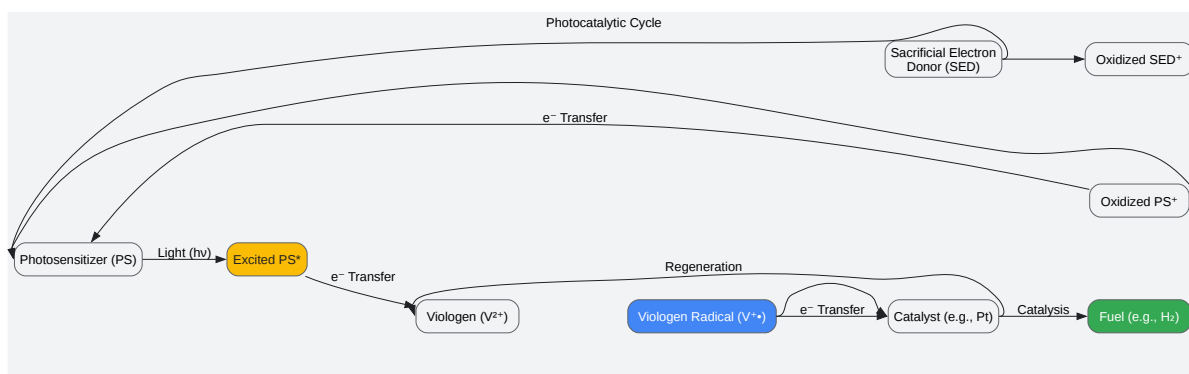 Photocatalytic Cycle
Sacrificial Electron
Donor (SED)
Oxidized SED⁺
e⁻ Transfer
Oxidized PS⁺
Photosensitizer (PS)
Light (hν)
Excited PS*
e⁻ Transfer
Regeneration
Viologen (V²⁺)
Viologen Radical (V⁺•)
e⁻ Transfer
Catalyst (e.g., Pt)
Catalysis
Fuel (e.g., H₂)